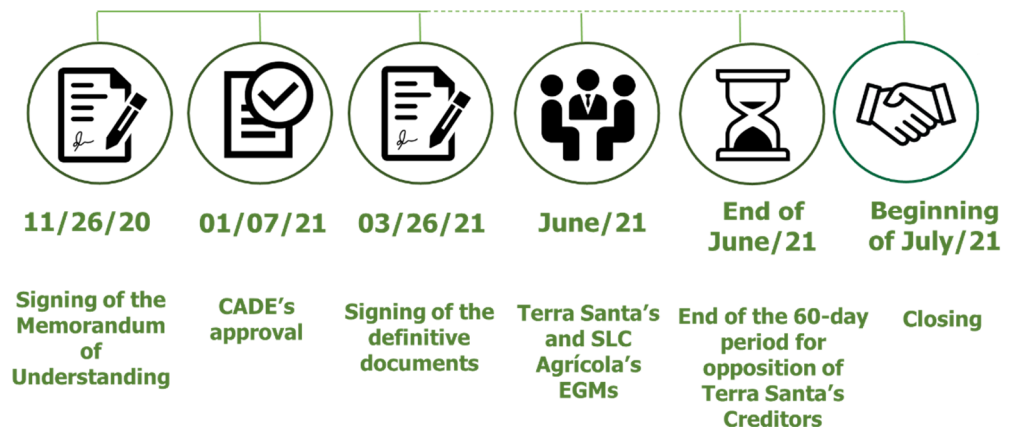 11/26/20
Signing of the
Memorandum
of
Understanding
01/07/21
CADE's
approval
03/26/21
Signing of the
definitive
documents
June/21
Terra Santa's
and SLC
Agrícola's
EGMs
End of
June/21
End of the 60-day
period for
opposition of
Terra Santa's
Creditors
Beginning
of July/21
Closing